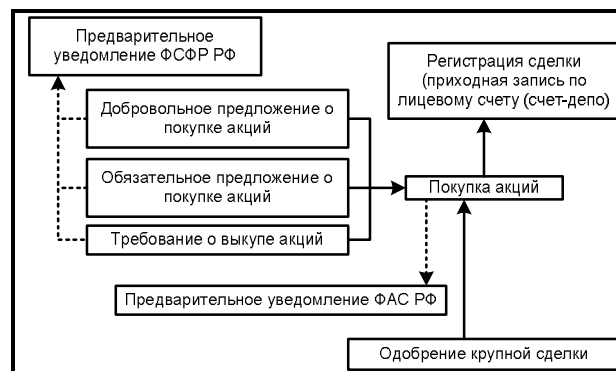 Предварительное
уведомление ФСФР РФ
Регистрация сделки
(приходная запись по
лицевому счету (счет-депо)
Добровольное предложение о
покупке акций
Обязательное предложение о
покупке акций
Покупка акций
Требование о выкупе акций
Предварительное уведомление ФАС РФ
Одобрение крупной сделки